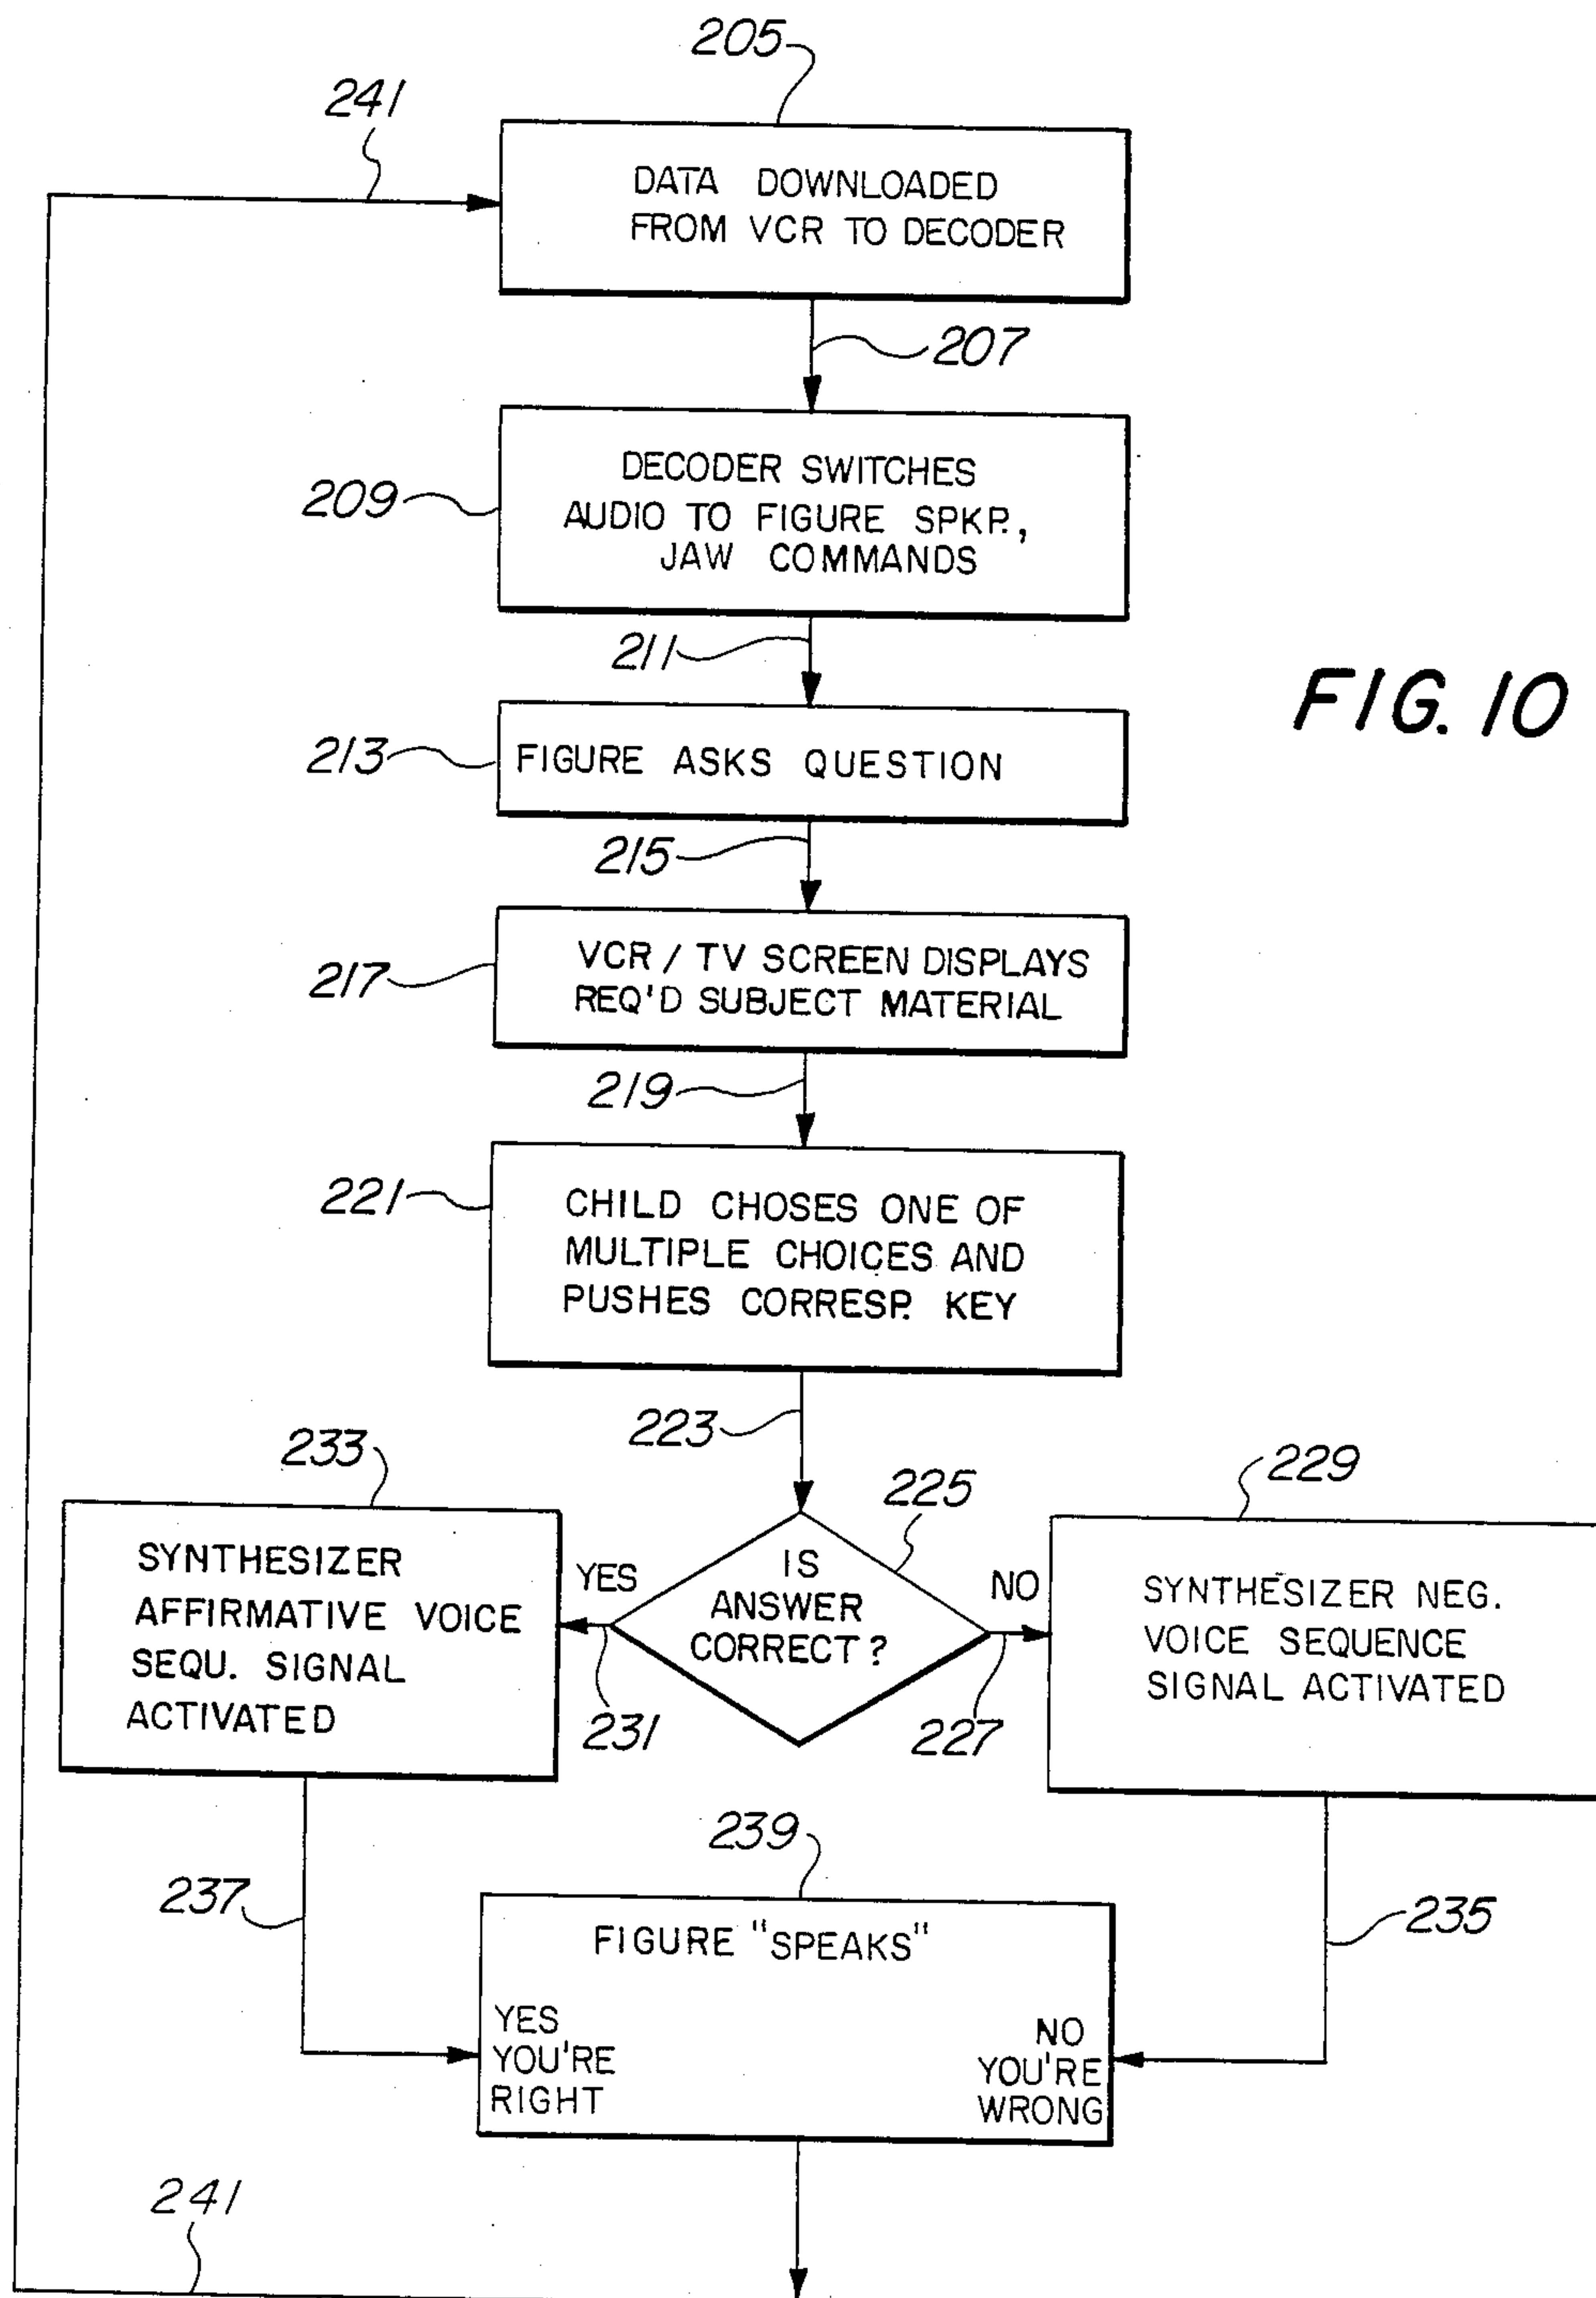 205
241
DATA DOWNLOADED
FROM VCR TO DECODER
207
209
DECODER SWITCHES
AUDIO TO FIGURE SPKR.,
JAW COMMANDS
211
FIG. 10
213
FIGURE ASKS QUESTION
215
217
VCR / TV SCREEN DISPLAYS
REQ'D SUBJECT MATERIAL
219
221
CHILD CHOSES ONE OF
MULTIPLE CHOICES AND
PUSHES CORRESP. KEY
223
233
225
229
SYNTHESIZER
AFFIRMATIVE VOICE
SEQU. SIGNAL
ACTIVATED
YES
IS
ANSWER
CORRECT?
NO
SYNTHESIZER NEG.
VOICE SEQUENCE
SIGNAL ACTIVATED
231
227
239
237
235
FIGURE "SPEAKS"
YES
YOU'RE
RIGHT
NO
YOU'RE
WRONG
241